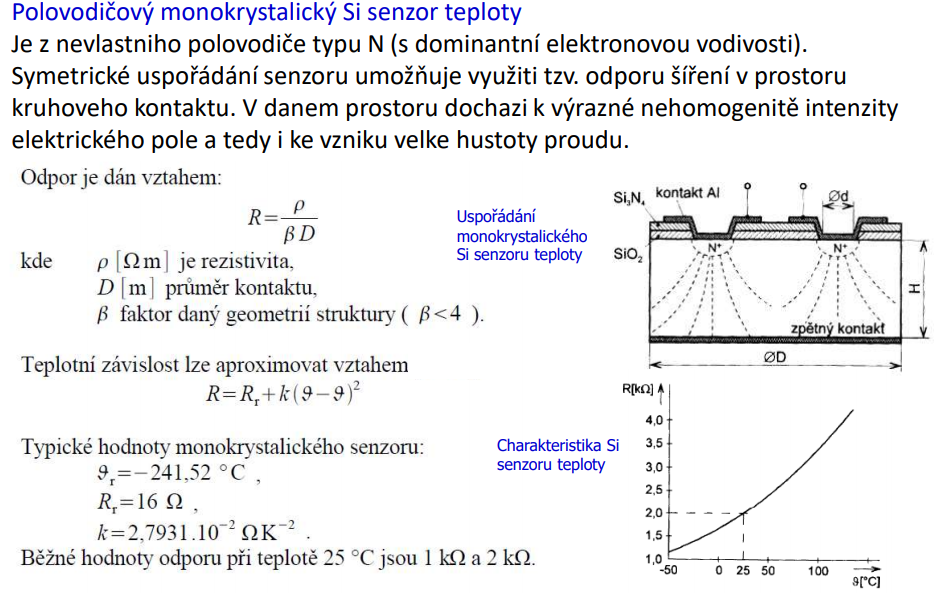 Polovodičový monokrystalický Si senzor teploty
Je z nevlastniho polovodiče typu N (s dominantní elektronovou vodivosti).
Symetrické uspořádání senzoru umožňuje využiti tzv. odporu šíření v prostoru
kruhoveho kontaktu. V danem prostoru dochazi k výrazné nehomogenitě intenzity
elektrického pole a tedy i ke vzniku velke hustoty proudu.
Odpor je dán vztahem:
R=ρ/(β D)
kde ρ [Ω m] je rezistivita,
D [m] průměr kontaktu,
β faktor daný geometrií struktury ( β<4 ).
Teplotní závislost lze aproximovat vztahem
R=Rᵣ+k(ϑ−ϑ)²
Typické hodnoty monokrystalického senzoru:
ϑᵣ=−241,52 °C ,
Rᵣ=16 Ω ,
k=2,7931.10⁻² ΩK⁻² .
Běžné hodnoty odporu při teplotě 25 °C jsou 1 kΩ a 2 kΩ.
Uspořádání
monokrystalického
Si senzoru teploty
Si₃N₄
kontakt Al
Ød
SiO₂
N⁺
N⁺
H
zpětný kontakt
ØD
Charakteristika Si
senzoru teploty
R[kΩ]
4,0
3,5
3,0
2,5
2,0
1,5
1,0
-50 0 25 50 100
ϑ[°C]